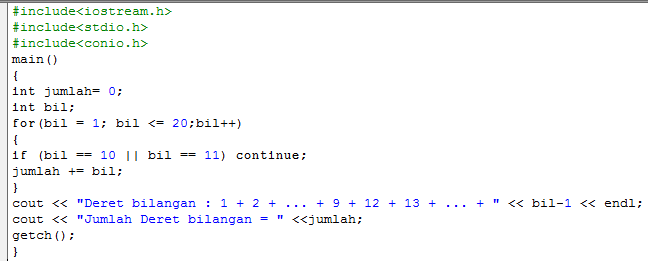 #include<iostream.h>
#include<stdio.h>
#include<conio.h>
main()
{
int jumlah= 0;
int bil;
for(bil = 1; bil <= 20;bil++)
{
if (bil == 10 || bil == 11) continue;
jumlah += bil;
}
cout << "Deret bilangan : 1 + 2 + ... + 9 + 12 + 13 + ... + " << bil-1 << endl;
cout << "Jumlah Deret bilangan = " <<jumlah;
getch();
}